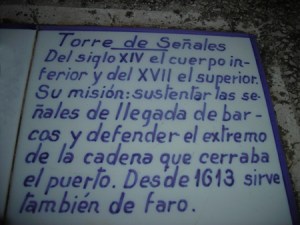 Torre de Señales
Del siglo XIV el cuerpo in-
ferior y del XVII el superior.
Su misión: sustentar las se-
ñales de llegada de bar-
cos y defender el extremo
de la cadena que cerraba
el puerto. Desde 1613 sirve
también de faro.